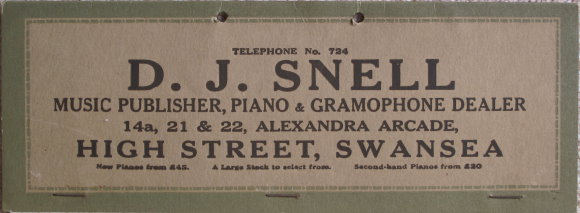 TELEPHONE No. 724
D. J. SNELL
MUSIC PUBLISHER, PIANO & GRAMOPHONE DEALER
14a, 21 & 22, ALEXANDRA ARCADE,
HIGH STREET, SWANSEA
New Pianos from £45. A Large Stock to select from. Second-hand Pianos from £20